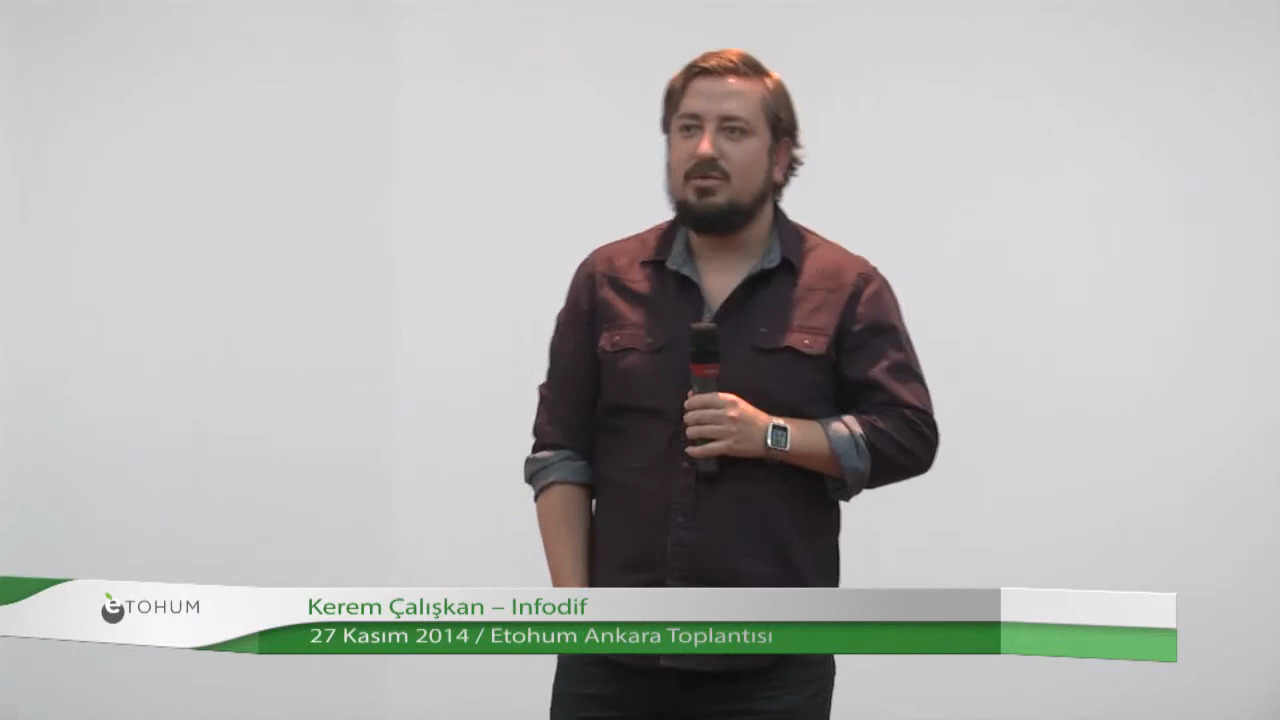 eTOHUM
Kerem Çalışkan – Infodif
27 Kasım 2014 / Etohum Ankara Toplantısı